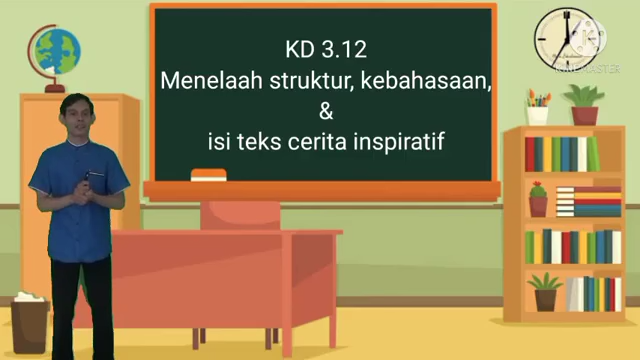 KD 3.12
Menelaah struktur, kebahasaan,
&
isi teks cerita inspiratif
KINEMASTER